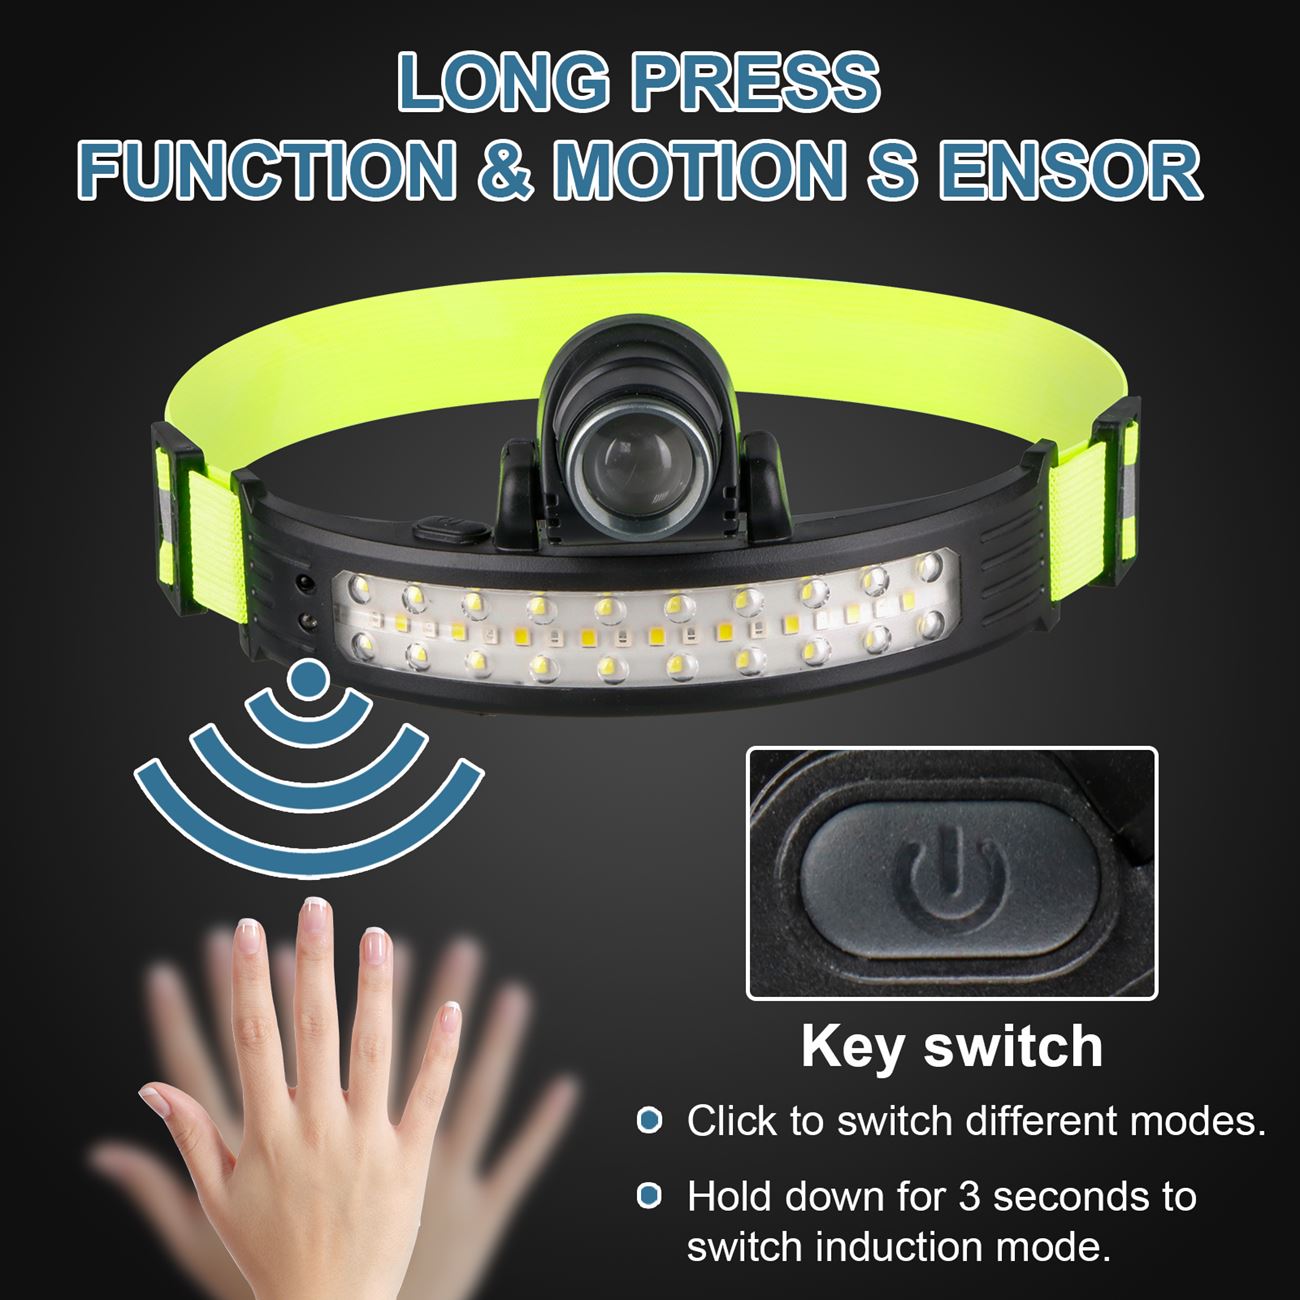 LONG PRESS
FUNCTION & MOTION S ENSOR
Key switch
Click to switch different modes.
Hold down for 3 seconds to
switch induction mode.